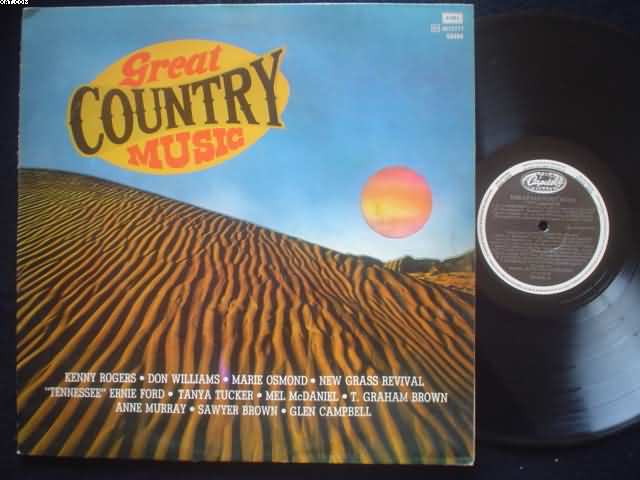 Great
COUNTRY
MUSIC
EMI
KENNY ROGERS • DON WILLIAMS • MARIE OSMOND • NEW GRASS REVIVAL
"TENNESSEE" ERNIE FORD • TANYA TUCKER • MEL McDANIEL • T. GRAHAM BROWN
ANNE MURRAY • SAWYER BROWN • GLEN CAMPBELL
Capitol